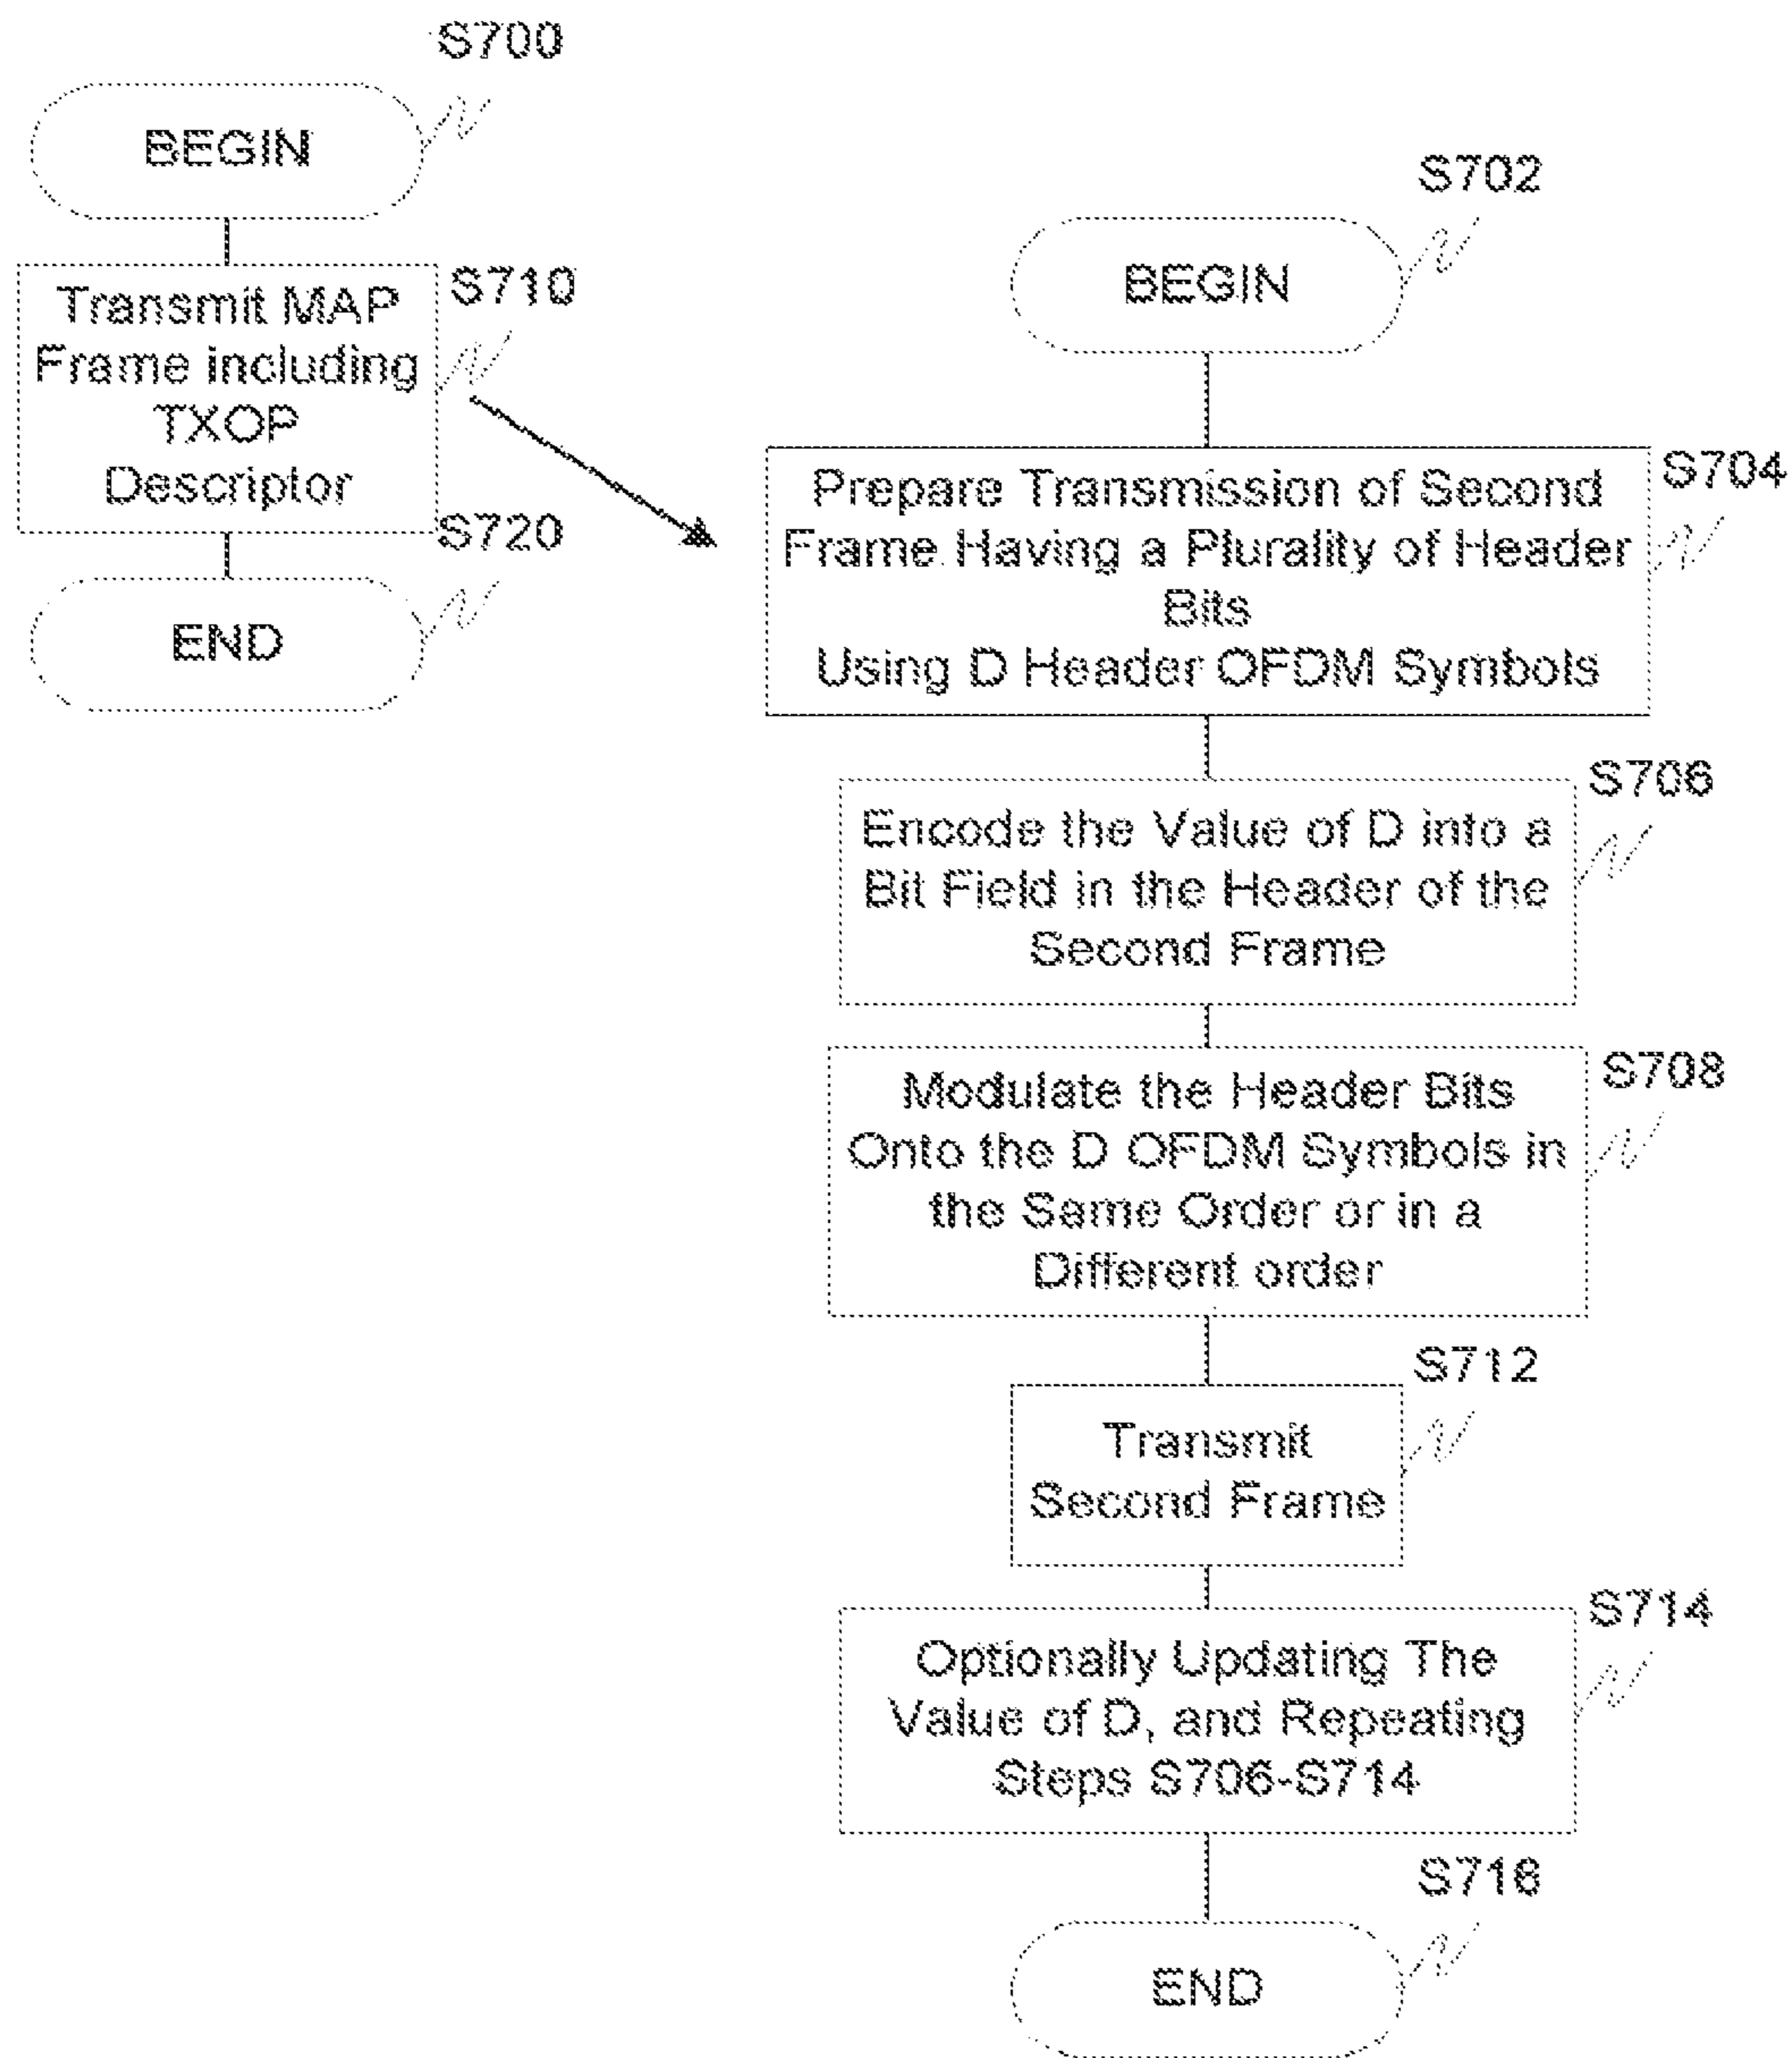 S700
BEGIN
S710
Transmit MAP
Frame including
TXOP
Descriptor
S720
END
S702
BEGIN
S704
Prepare Transmission of Second
Frame Having a Plurality of Header
Bits
Using D Header OFDM Symbols
S706
Encode the Value of D into a
Bit Field in the Header of the
Second Frame
S708
Modulate the Header Bits
Onto the D OFDM Symbols in
the Same Order or in a
Different order
S712
Transmit
Second Frame
S714
Optionally Updating The
Value of D, and Repeating
Steps S706-S714
S716
END